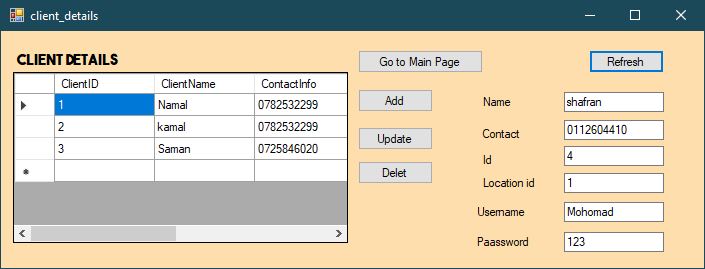 client_details
CLIENT DETAILS
ClientID ClientName ContactInfo
1 Namal 0782532299
2 kamal 0782532299
3 Saman 0725846020
Go to Main Page
Refresh
Add
Update
Delet
Name shafran
Contact 0112604410
Id 4
Location id 1
Username Mohomad
Paassword 123